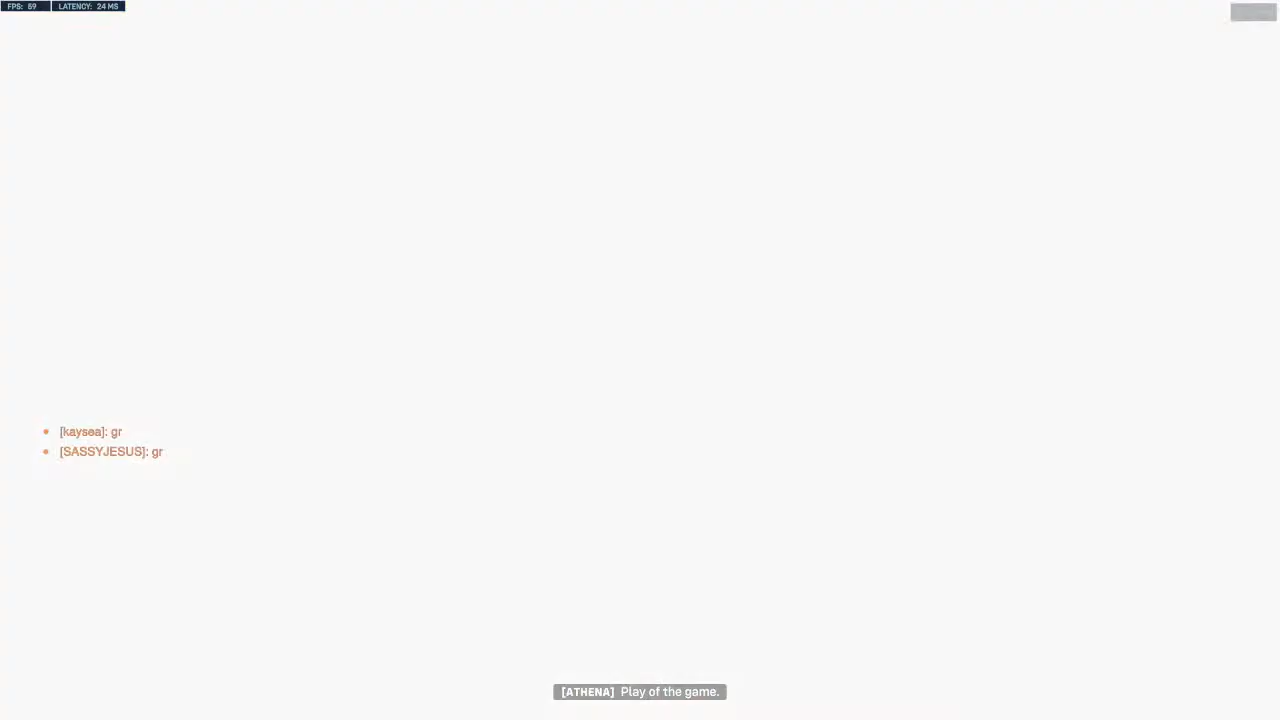 FPS: 59 LATENCY: 24 MS
[kaysea]: gr
[SASSYJESUS]: gr
[ATHENA] Play of the game.